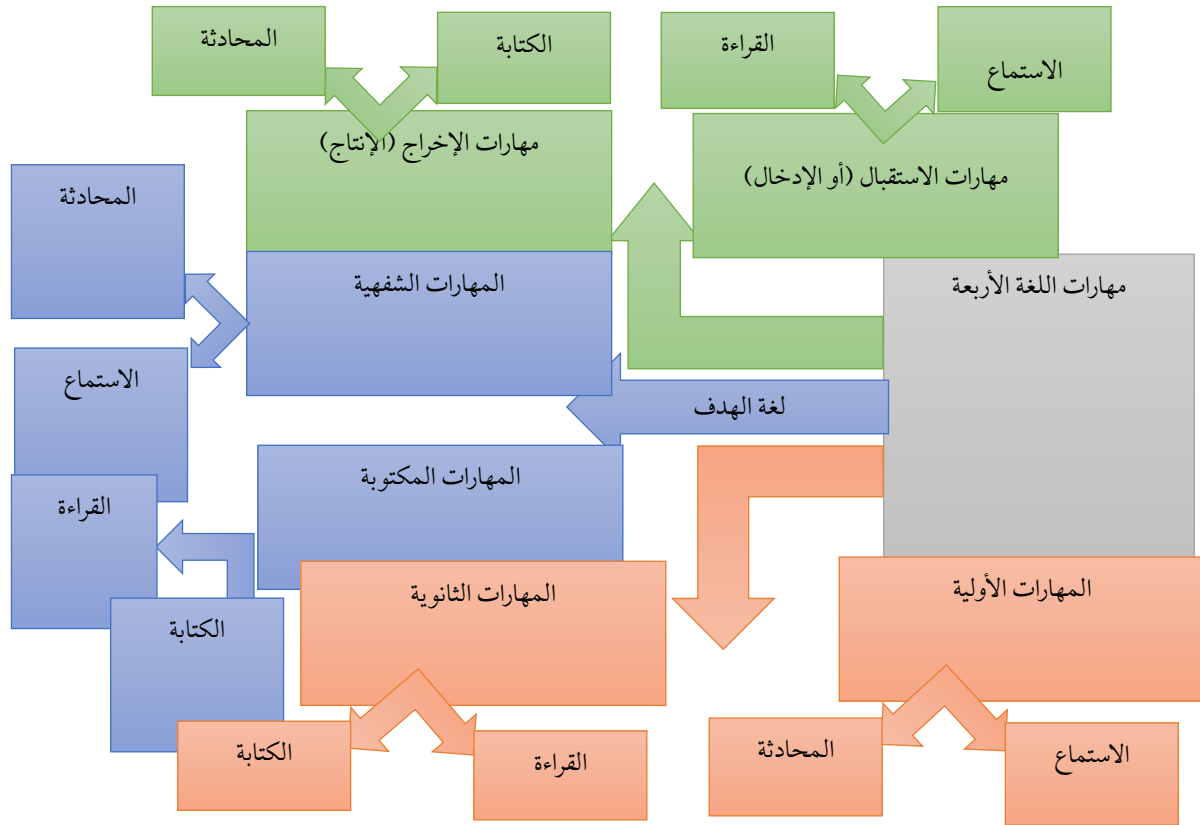 الاستماع
القراءة
الكتابة
المحادثة
مهارات الاستقبال (أو الإدخال)
مهارات الإخراج (الإنتاج)
مهارات اللغة الأربعة
المهارات الشفهية
المحادثة
الاستماع
لغة الهدف
المهارات المكتوبة
القراءة
الكتابة
المهارات الأولية
المهارات الثانوية
الاستماع
المحادثة
القراءة
الكتابة